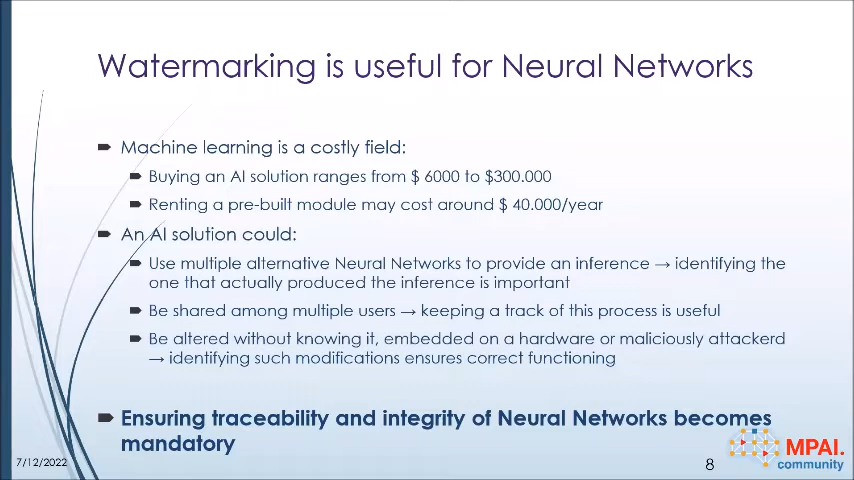 Watermarking is useful for Neural Networks
Machine learning is a costly field:
Buying an AI solution ranges from $ 6000 to $300.000
Renting a pre-built module may cost around $ 40.000/year
An AI solution could:
Use multiple alternative Neural Networks to provide an inference → identifying the
one that actually produced the inference is important
Be shared among multiple users → keeping a track of this process is useful
Be altered without knowing it, embedded on a hardware or maliciously attackerd
→ identifying such modifications ensures correct functioning
Ensuring traceability and integrity of Neural Networks becomes
mandatory
7/12/2022
8
MPAI.
community